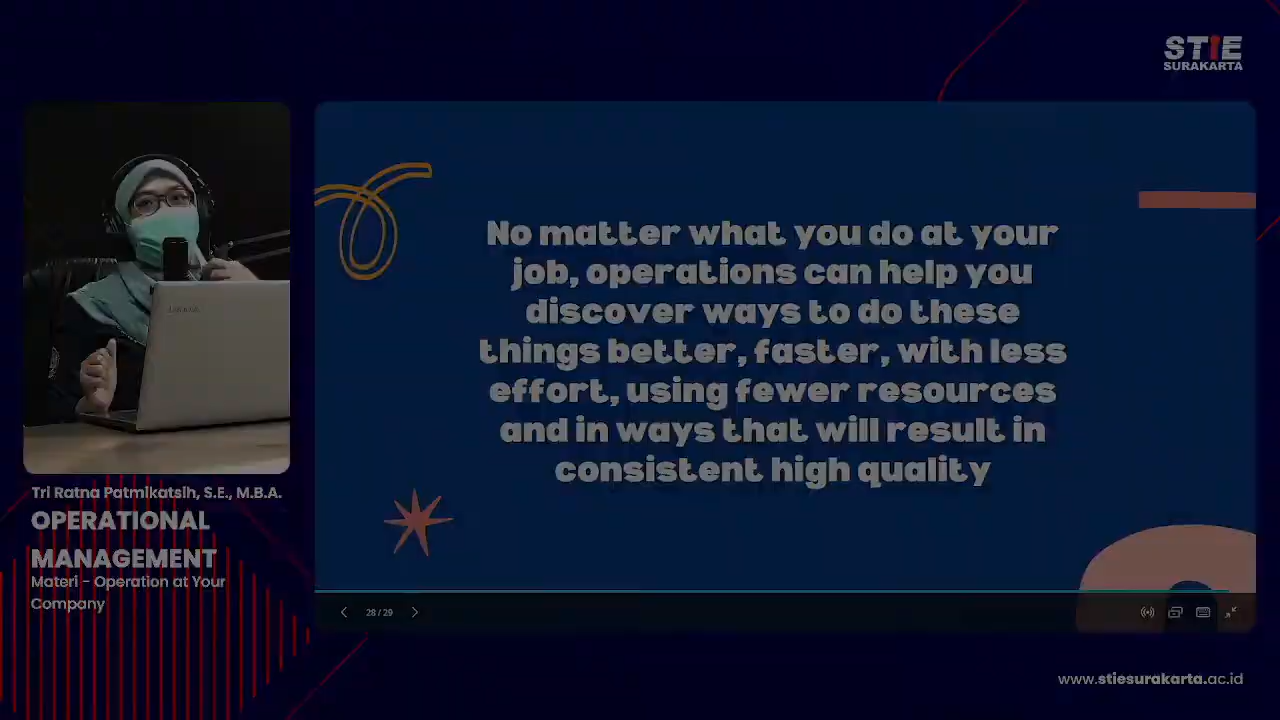 STIE
SURAKARTA
No matter what you do at your
job, operations can help you
discover ways to do these
things better, faster, with less
effort, using fewer resources
and in ways that will result in
consistent high quality
Tri Ratna Patmikatsih, S.E., M.B.A.
OPERATIONAL
MANAGEMENT
Materi - Operation at Your
Company
28 / 29
www.stiesurakarta.ac.id